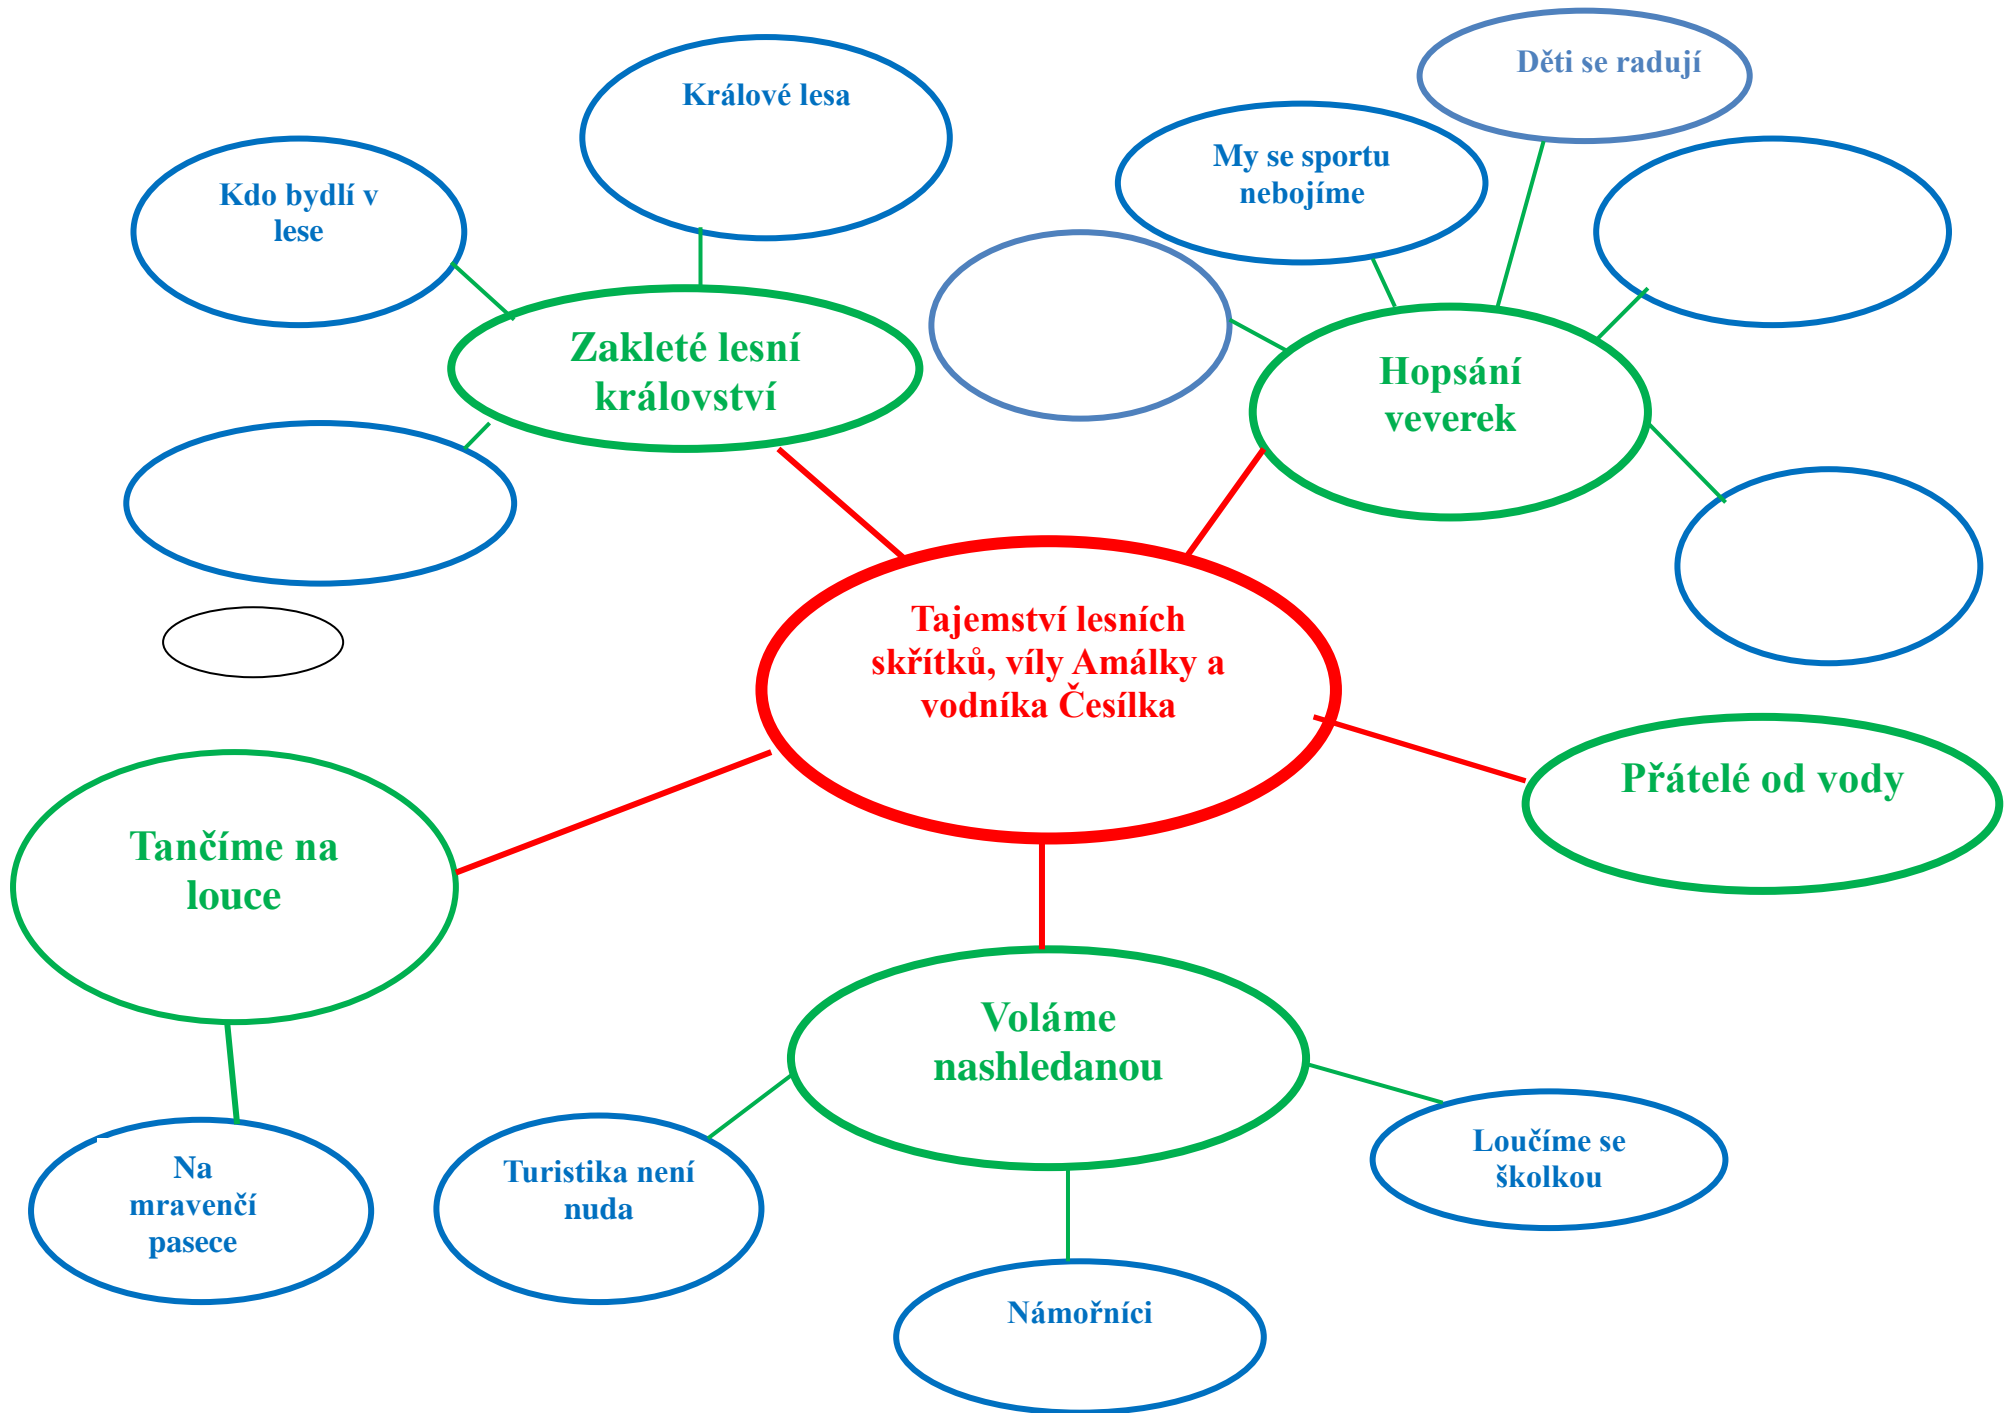 Děti se radují
Králové lesa
My se sportu
nebojíme
Kdo bydlí v
lese
Zakleté lesní
království
Hopsání
veverek
Tajemství lesních
skřítků, víly Amálky a
vodníka Česílka
Přátelé od vody
Tančíme na
louce
Voláme
nashledanou
Na
mravenčí
pasece
Turistika není
nuda
Loučíme se
školkou
Námořníci